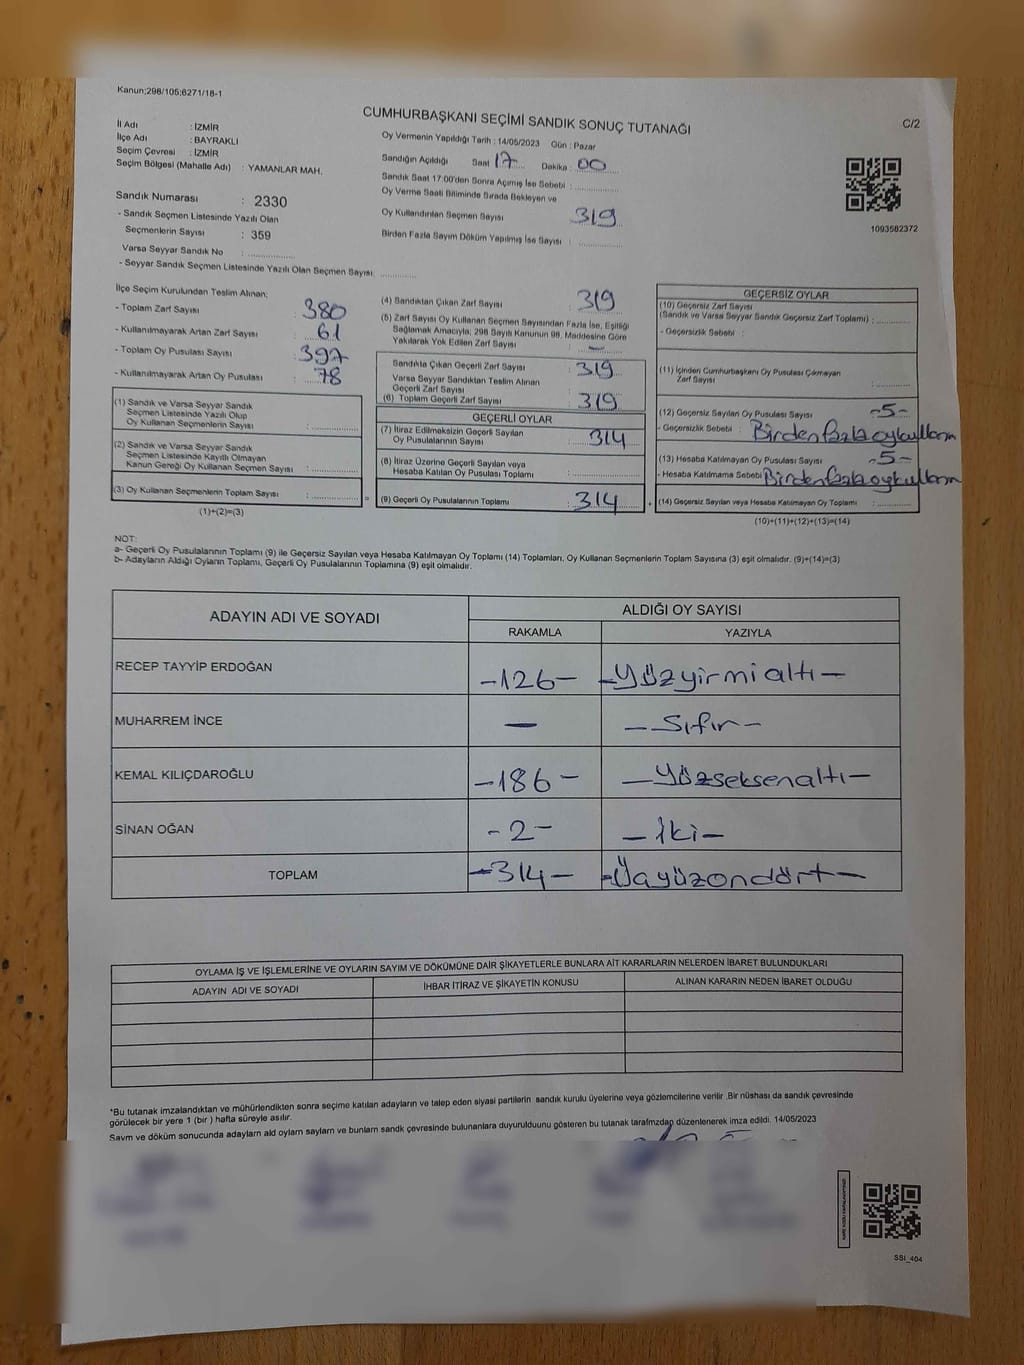 Kanun;298/105;6271/18-1
CUMHURBAŞKANI SEÇİMİ SANDIK SONUÇ TUTANAĞI
C/2
İl Adı : İZMİR
İlçe Adı : BAYRAKLI
Seçim Çevresi : İZMİR
Seçim Bölgesi (Mahalle Adı) : YAMANLAR MAH.
Sandık Numarası : 2330
- Sandık Seçmen Listesinde Yazılı Olan
Seçmenlerin Sayısı : 359
Varsa Seyyar Sandık No :
- Seyyar Sandık Seçmen Listesinde Yazılı Olan Seçmen Sayısı:
Oy Vermenin Yapıldığı Tarih : 14/05/2023 Gün : Pazar
Sandığın Açıldığı Saat 17 Dakika : 00
Sandık Saat 17:00'den Sonra Açımış İse Sebebi :
Oy Verme Saati Bitiminde Sırada Bekleyen ve
Oy Kullandırılan Seçmen Sayısı 319
Birden Fazla Sayım Döküm Yapılmış İse Sayısı :
1093582372
İlçe Seçim Kurulundan Teslim Alınan;
- Toplam Zarf Sayısı : 380
- Kullanılmayarak Artan Zarf Sayısı : 61
- Toplam Oy Pusulası Sayısı : 397
- Kullanılmayarak Artan Oy Pusulası : 78
(1) Sandık ve Varsa Seyyar Sandık
Seçmen Listesinde Yazılı Olup
Oy Kullanan Seçmenlerin Sayısı :
(2) Sandık ve Varsa Seyyar Sandık
Seçmen Listesinde Kayıtlı Olmayan
Kanun Gereği Oy Kullanan Seçmen Sayısı :
(3) Oy Kullanan Seçmenlerin Toplam Sayısı :
(1)+(2)=(3)
(4) Sandıktan Çıkan Zarf Sayısı 319
(5) Zarf Sayısı Oy Kullanan Seçmen Sayısından Fazla İse, Eşitliği
Sağlamak Amacıyla; 298 Sayılı Kanunun 98. Maddesine Göre
Yakılarak Yok Edilen Zarf Sayısı : —
Sandıkta Çıkan Geçerli Zarf Sayısı : 319
Varsa Seyyar Sandıktan Teslim Alınan
Geçerli Zarf Sayısı
(6) Toplam Geçerli Zarf Sayısı : 319
GEÇERLİ OYLAR
(7) İtiraz Edilmeksizin Geçerli Sayılan
Oy Pusulalarının Sayısı : 314
(8) İtiraz Üzerine Geçerli Sayılan veya
Hesaba Katılan Oy Pusulası Toplamı :
(9) Geçerli Oy Pusulalarının Toplamı : 314
GEÇERSİZ OYLAR
(10) Geçersiz Zarf Sayısı
(Sandık ve Varsa Seyyar Sandık Geçersiz Zarf Toplamı) :
- Geçersizlik Sebebi :
(11) İçinden Cumhurbaşkanı Oy Pusulası Çıkmayan
Zarf Sayısı :
(12) Geçersiz Sayılan Oy Pusulası Sayısı -5-
- Geçersizlik Sebebi : Birden fazla oy kullanm
(13) Hesaba Katılmayan Oy Pusulası Sayısı -5-
- Hesaba Katılmama Sebebi Birden fazla oy kullanm
(14) Geçersiz Sayılan veya Hesaba Katılmayan Oy Toplamı :
(10)+(11)+(12)+(13)=(14)
NOT:
a- Geçerli Oy Pusulalarının Toplamı (9) ile Geçersiz Sayılan veya Hesaba Katılmayan Oy Toplamı (14) Toplamları, Oy Kullanan Seçmenlerin Toplam Sayısına (3) eşit olmalıdır. (9)+(14)=(3)
b- Adayların Aldığı Oyların Toplamı, Geçerli Oy Pusulalarının Toplamına (9) eşit olmalıdır.
ADAYIN ADI VE SOYADI ALDIĞI OY SAYISI
RAKAMLA YAZIYLA
RECEP TAYYİP ERDOĞAN -126- -Yüzyirmi altı-
MUHARREM İNCE — -Sıfır-
KEMAL KILIÇDAROĞLU -186- -Yüzseksenaltı-
SİNAN OĞAN -2- -İki-
TOPLAM -314- -Üçyüzondört-
OYLAMA İŞ VE İŞLEMLERİNE VE OYLARIN SAYIM VE DÖKÜMÜNE DAİR ŞİKAYETLERLE BUNLARA AİT KARARLARIN NELERDEN İBARET BULUNDUKLARI
ADAYIN ADI VE SOYADI İHBAR İTİRAZ VE ŞİKAYETİN KONUSU ALINAN KARARIN NEDEN İBARET OLDUĞU
*Bu tutanak imzalandıktan ve mühürlendikten sonra seçime katılan adayların ve talep eden siyasi partilerin sandık kurulu üyelerine veya gözlemcilerine verilir .Bir nüshası da sandık çevresinde
görülecek bir yere 1 (bir ) hafta süreyle asılır.
Sayım ve döküm sonucunda adayların ald oyların sayların ve bunların sandk çevresinde bulunanlara duyurulduunu gösteren bu tutanak tarafmzdan düzenlenerek imza edildi. 14/05/2023
SSI_404